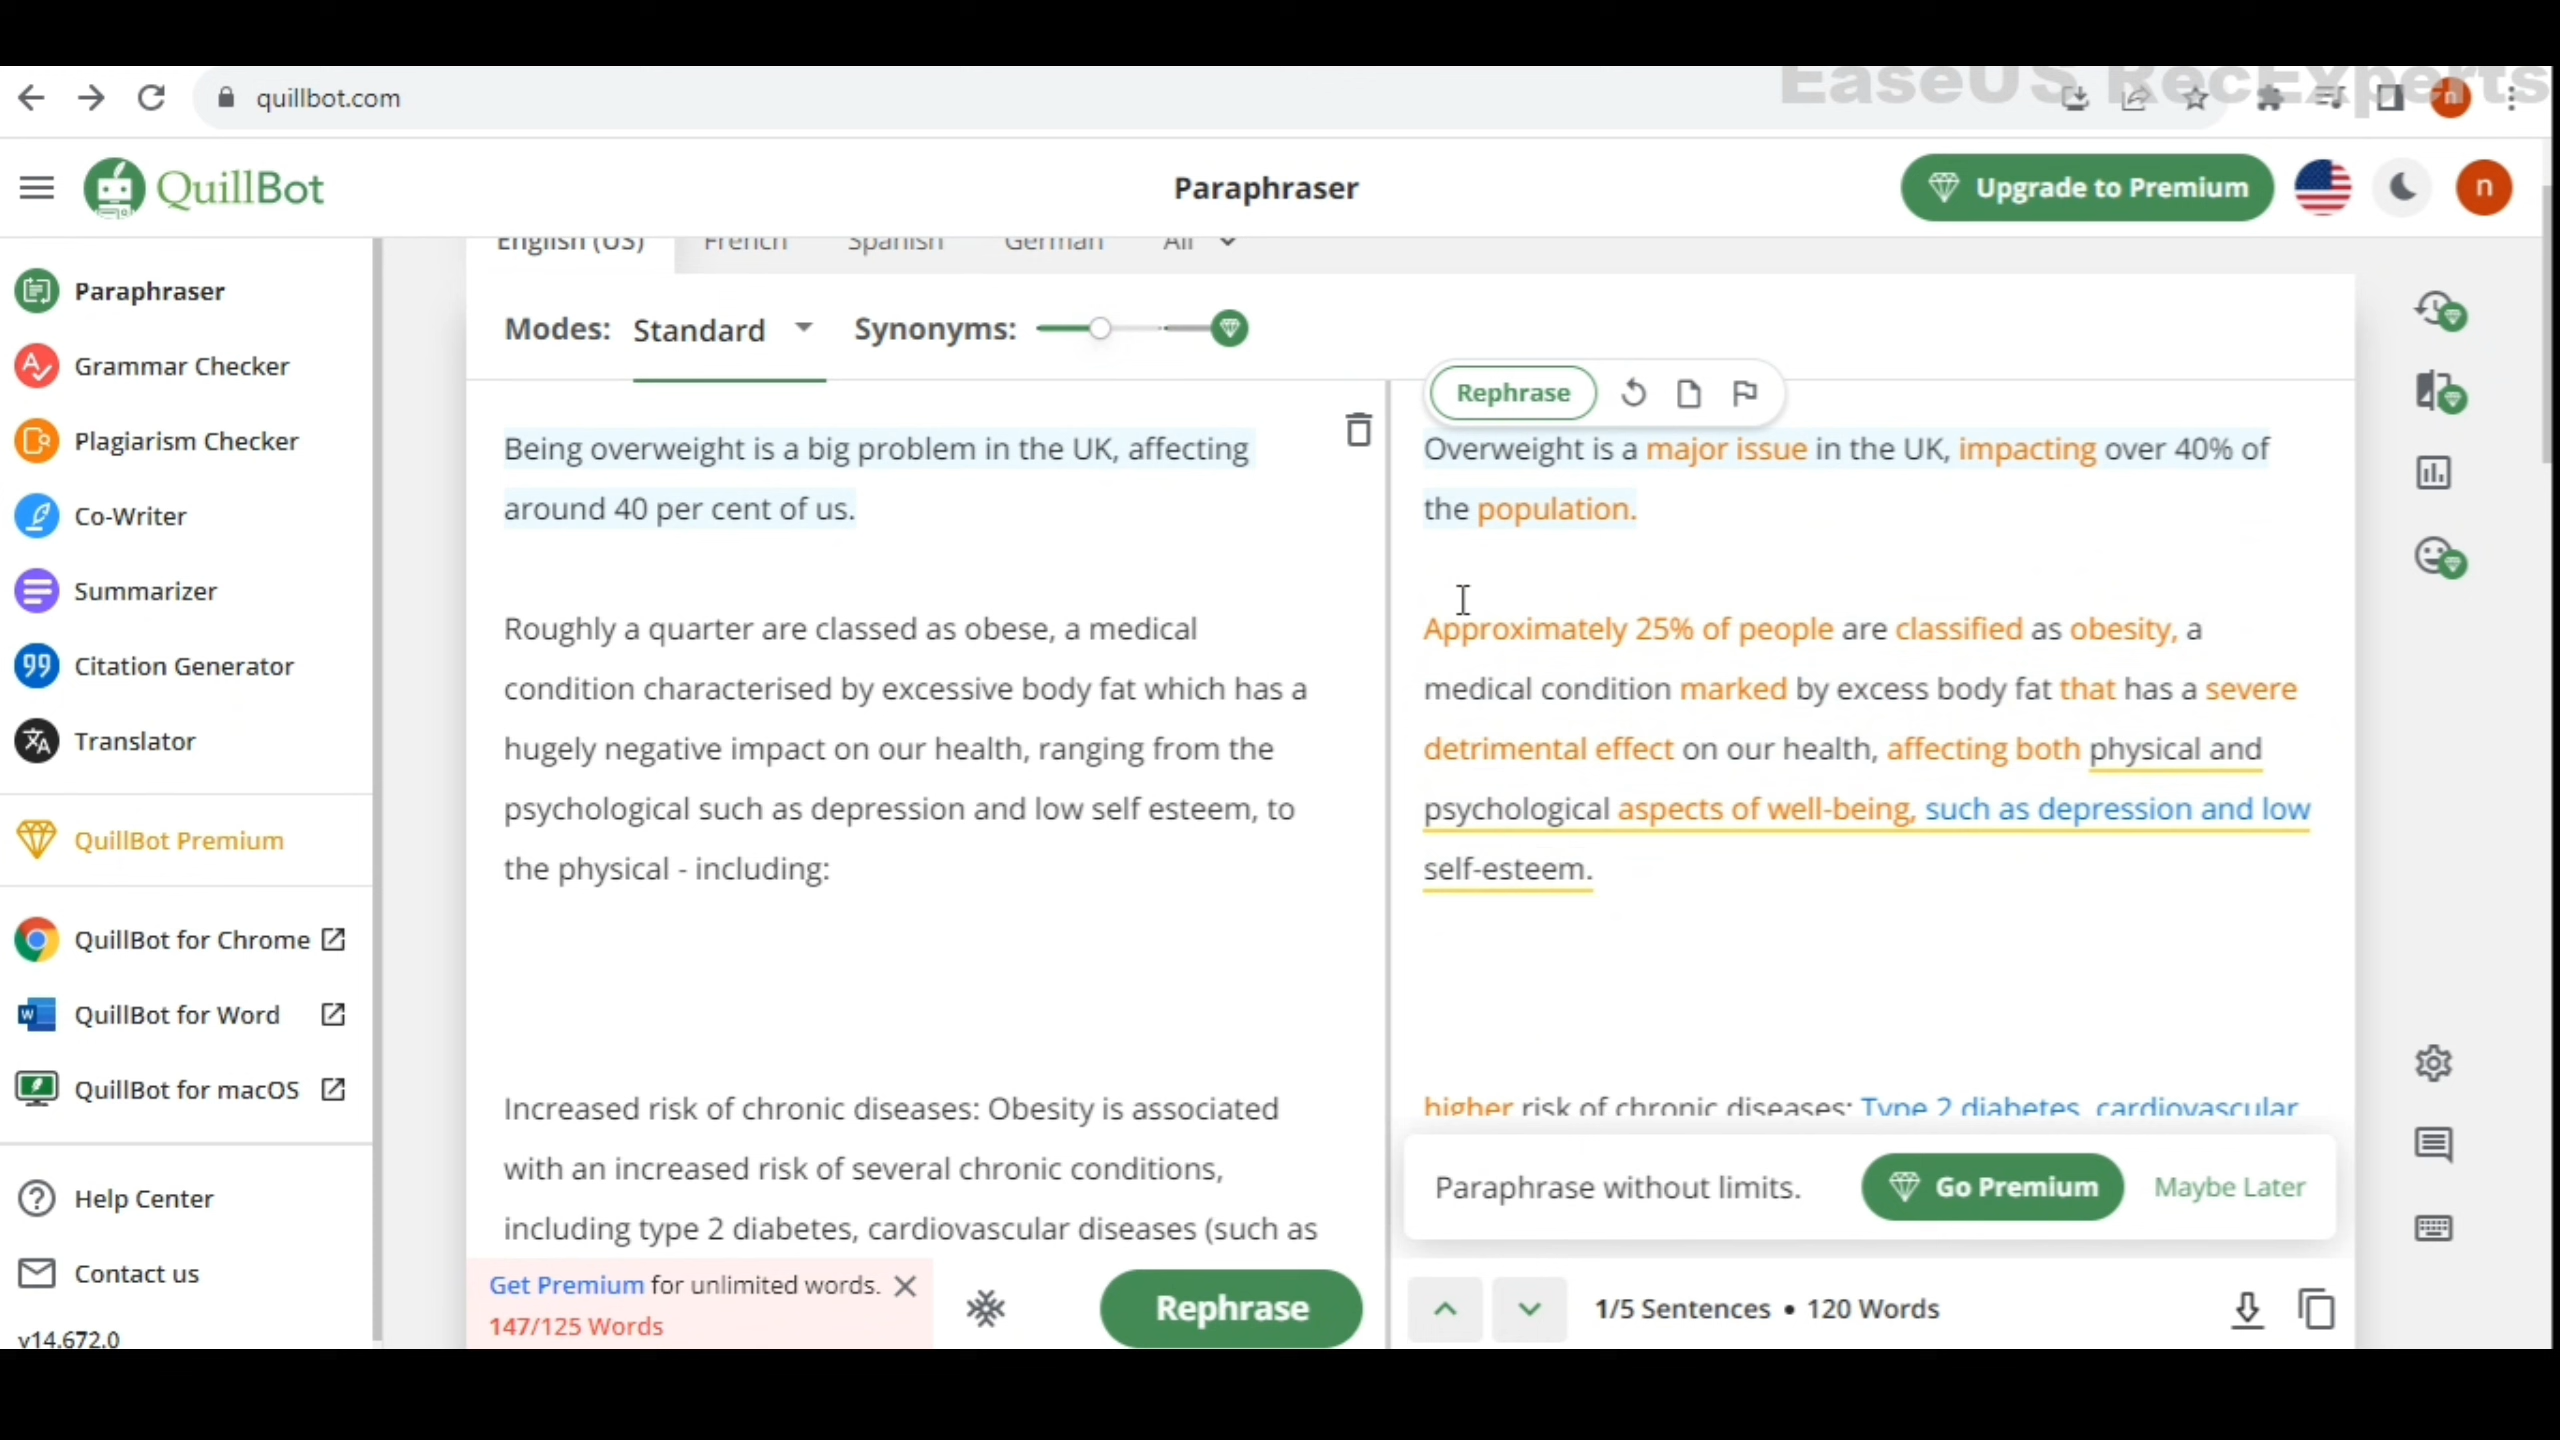 EaseUS RecExperts
quillbot.com
n
QuillBot
Paraphraser
Upgrade to Premium
n
Paraphraser
Grammar Checker
Plagiarism Checker
Co-Writer
Summarizer
Citation Generator
Translator
QuillBot Premium
QuillBot for Chrome
QuillBot for Word
QuillBot for macOS
Help Center
Contact us
v14.672.0
English (US) French Spanish German All
Modes: Standard Synonyms:
Being overweight is a big problem in the UK, affecting
around 40 per cent of us.
Roughly a quarter are classed as obese, a medical
condition characterised by excessive body fat which has a
hugely negative impact on our health, ranging from the
psychological such as depression and low self esteem, to
the physical - including:
Increased risk of chronic diseases: Obesity is associated
with an increased risk of several chronic conditions,
including type 2 diabetes, cardiovascular diseases (such as
Get Premium for unlimited words.
147/125 Words
Rephrase
Rephrase
Overweight is a major issue in the UK, impacting over 40% of
the population.
Approximately 25% of people are classified as obesity, a
medical condition marked by excess body fat that has a severe
detrimental effect on our health, affecting both physical and
psychological aspects of well-being, such as depression and low
self-esteem.
higher risk of chronic diseases: Type 2 diabetes, cardiovascular
Paraphrase without limits. Go Premium Maybe Later
1/5 Sentences • 120 Words